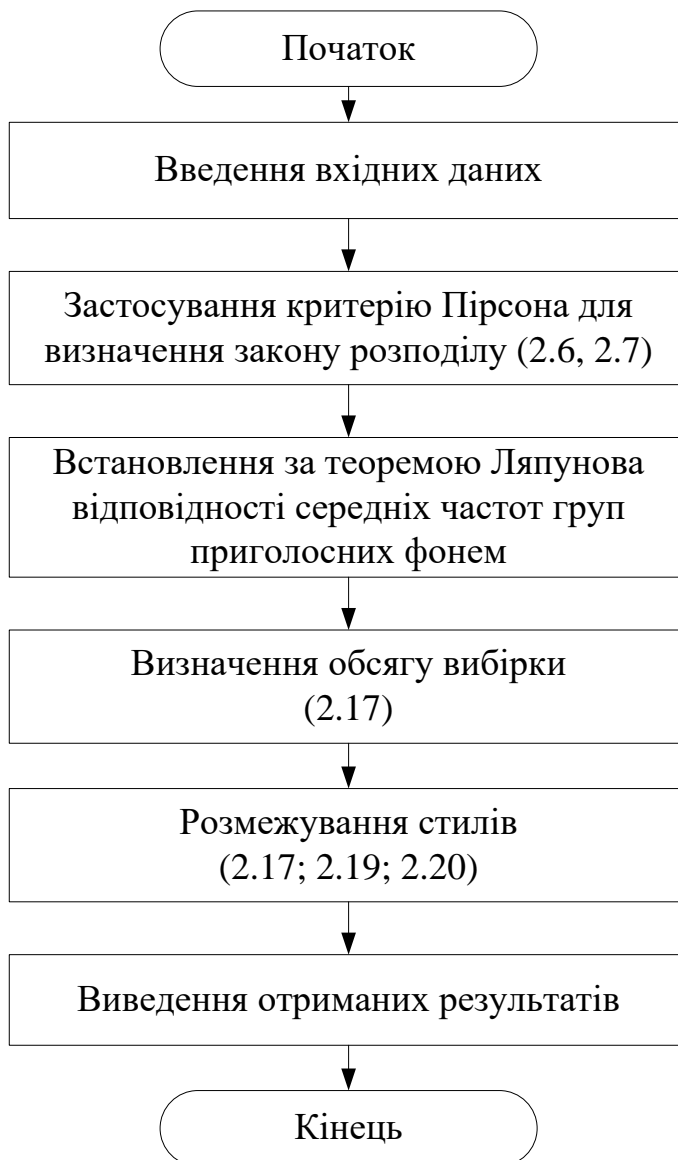 Початок
Введення вхідних даних
Застосування критерію Пірсона для
визначення закону розподілу (2.6, 2.7)
Встановлення за теоремою Ляпунова
відповідності середніх частот груп
приголосних фонем
Визначення обсягу вибірки
(2.17)
Розмежування стилів
(2.17; 2.19; 2.20)
Виведення отриманих результатів
Кінець